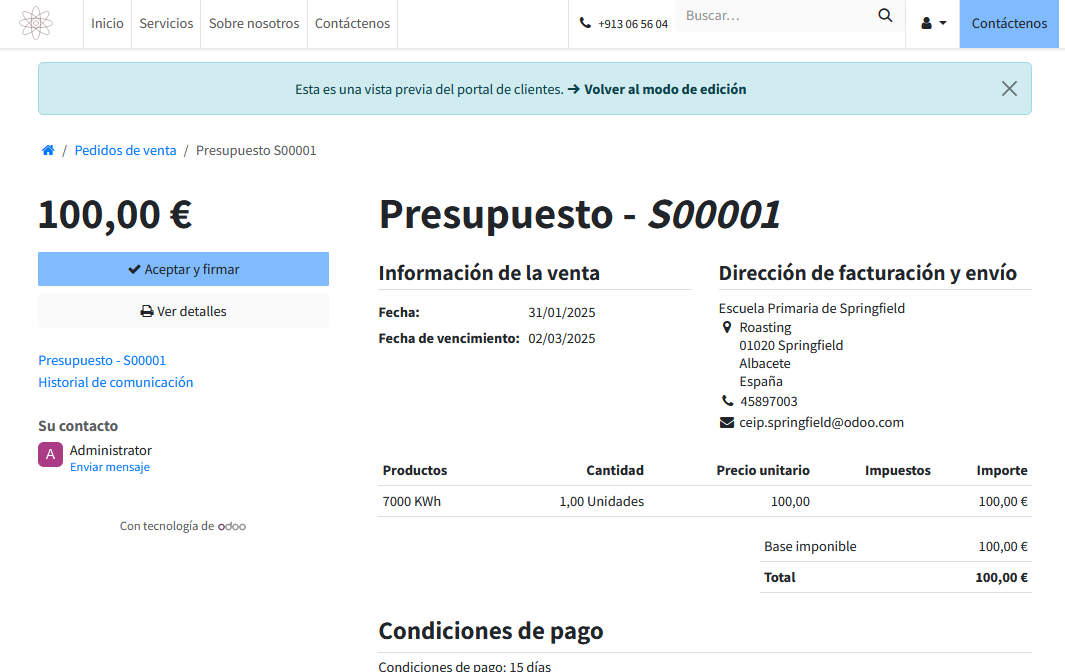 Inicio
Servicios
Sobre nosotros
Contáctenos
+913 06 56 04
Buscar...
Contáctenos
Esta es una vista previa del portal de clientes. → Volver al modo de edición
/ Pedidos de venta / Presupuesto S00001
100,00 €
Aceptar y firmar
Ver detalles
Presupuesto - S00001
Historial de comunicación
Su contacto
A
Administrator
Enviar mensaje
Con tecnología de odoo
Presupuesto - S00001
Información de la venta
Fecha: 31/01/2025
Fecha de vencimiento: 02/03/2025
Dirección de facturación y envío
Escuela Primaria de Springfield
Roasting
01020 Springfield
Albacete
España
45897003
ceip.springfield@odoo.com
Productos Cantidad Precio unitario Impuestos Importe
7000 KWh 1,00 Unidades 100,00 100,00 €
Base imponible 100,00 €
Total 100,00 €
Condiciones de pago
Condiciones de pago: 15 días